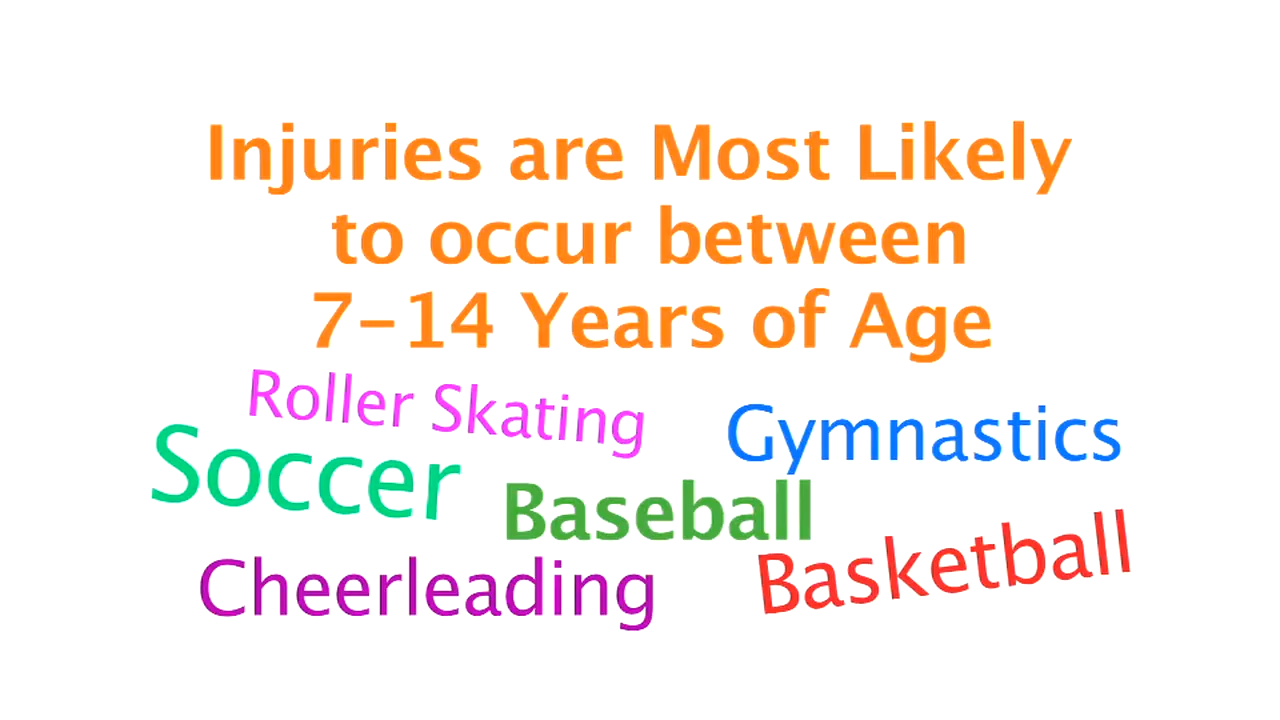 Injuries are Most Likely
to occur between
7-14 Years of Age
Roller Skating
Gymnastics
Soccer
Baseball
Basketball
Cheerleading